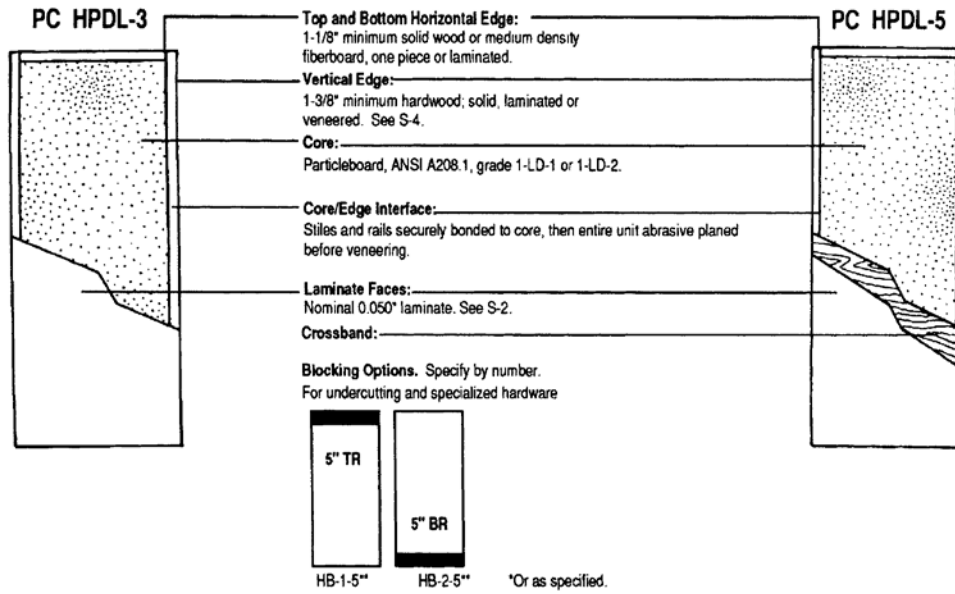 PC HPDL-3
PC HPDL-5
Top and Bottom Horizontal Edge:
1-1/8" minimum solid wood or medium density
fiberboard, one piece or laminated.
Vertical Edge:
1-3/8" minimum hardwood; solid, laminated or
veneered. See S-4.
Core:
Particleboard, ANSI A208.1, grade 1-LD-1 or 1-LD-2.
Core/Edge Interface:
Stiles and rails securely bonded to core, then entire unit abrasive planed
before veneering.
Laminate Faces:
Nominal 0.050" laminate. See S-2.
Crossband:
Blocking Options. Specify by number.
For undercutting and specialized hardware
5" TR
5" BR
HB-1-5"*
HB-2-5"*
*Or as specified.